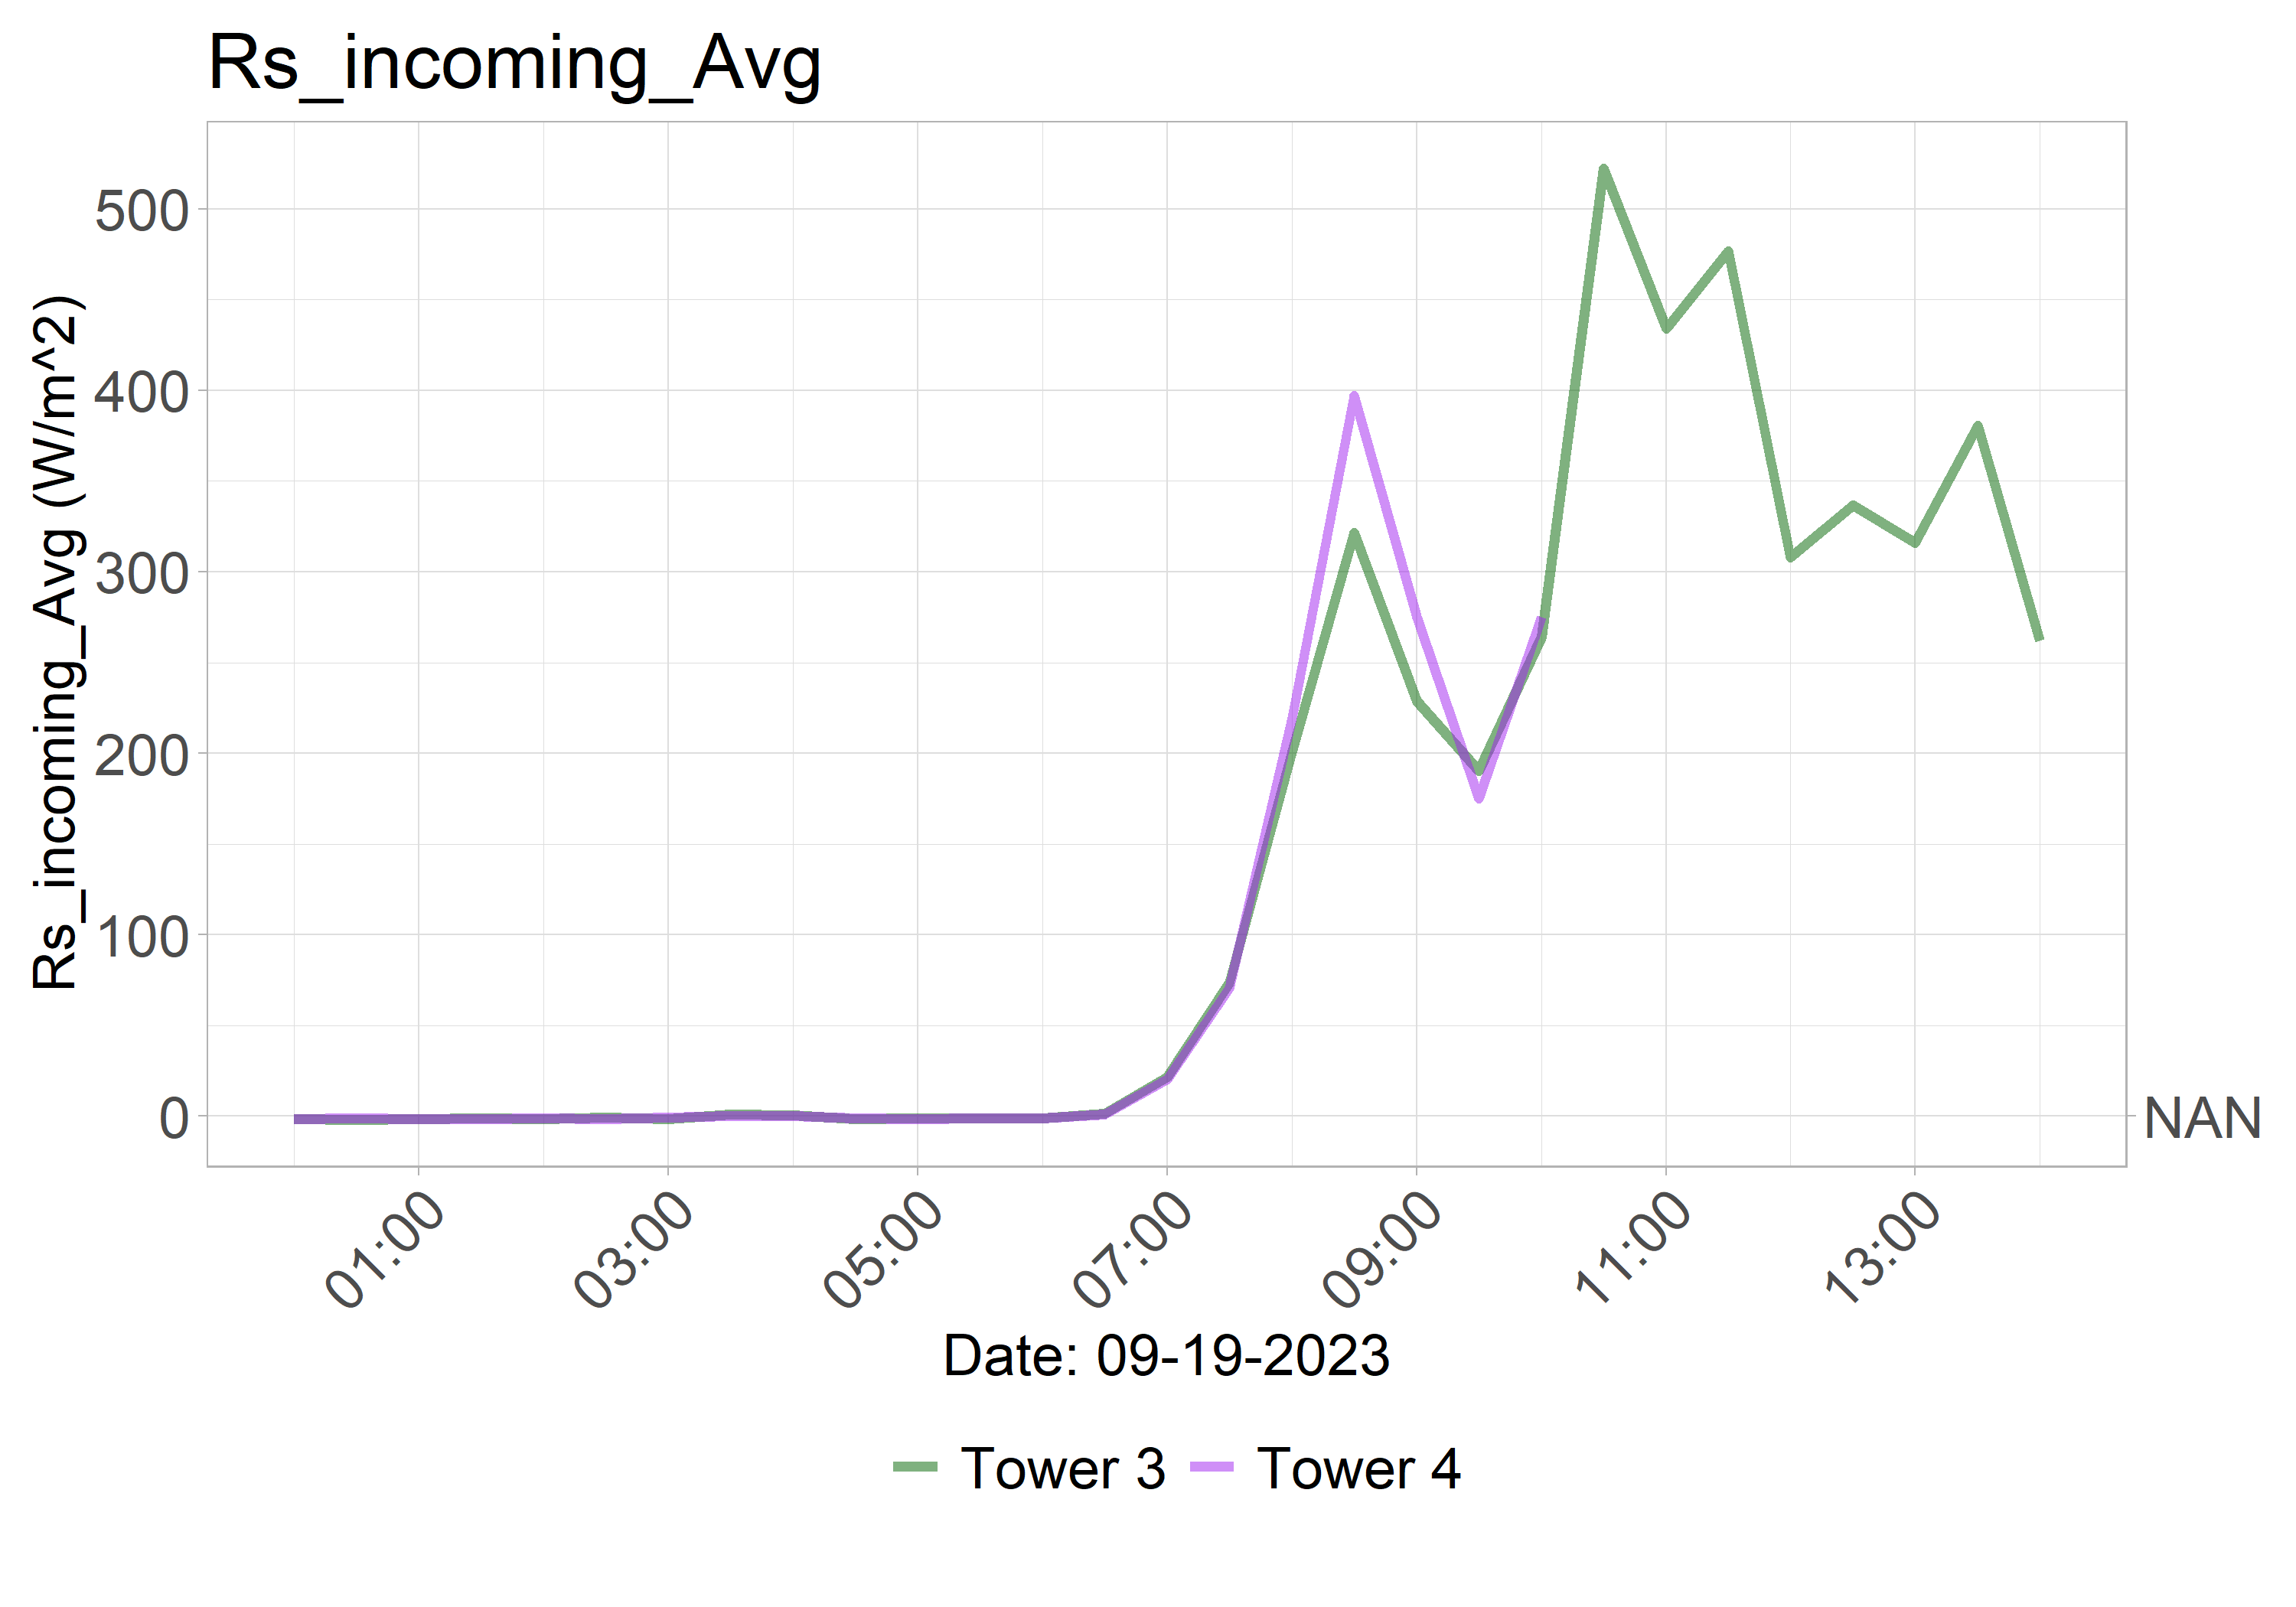 Rs_incoming_Avg
Rs_incoming_Avg (W/m^2)
500
400
300
200
100
0
NAN
01:00
03:00
05:00
07:00
09:00
11:00
13:00
Date: 09-19-2023
Tower 3
Tower 4